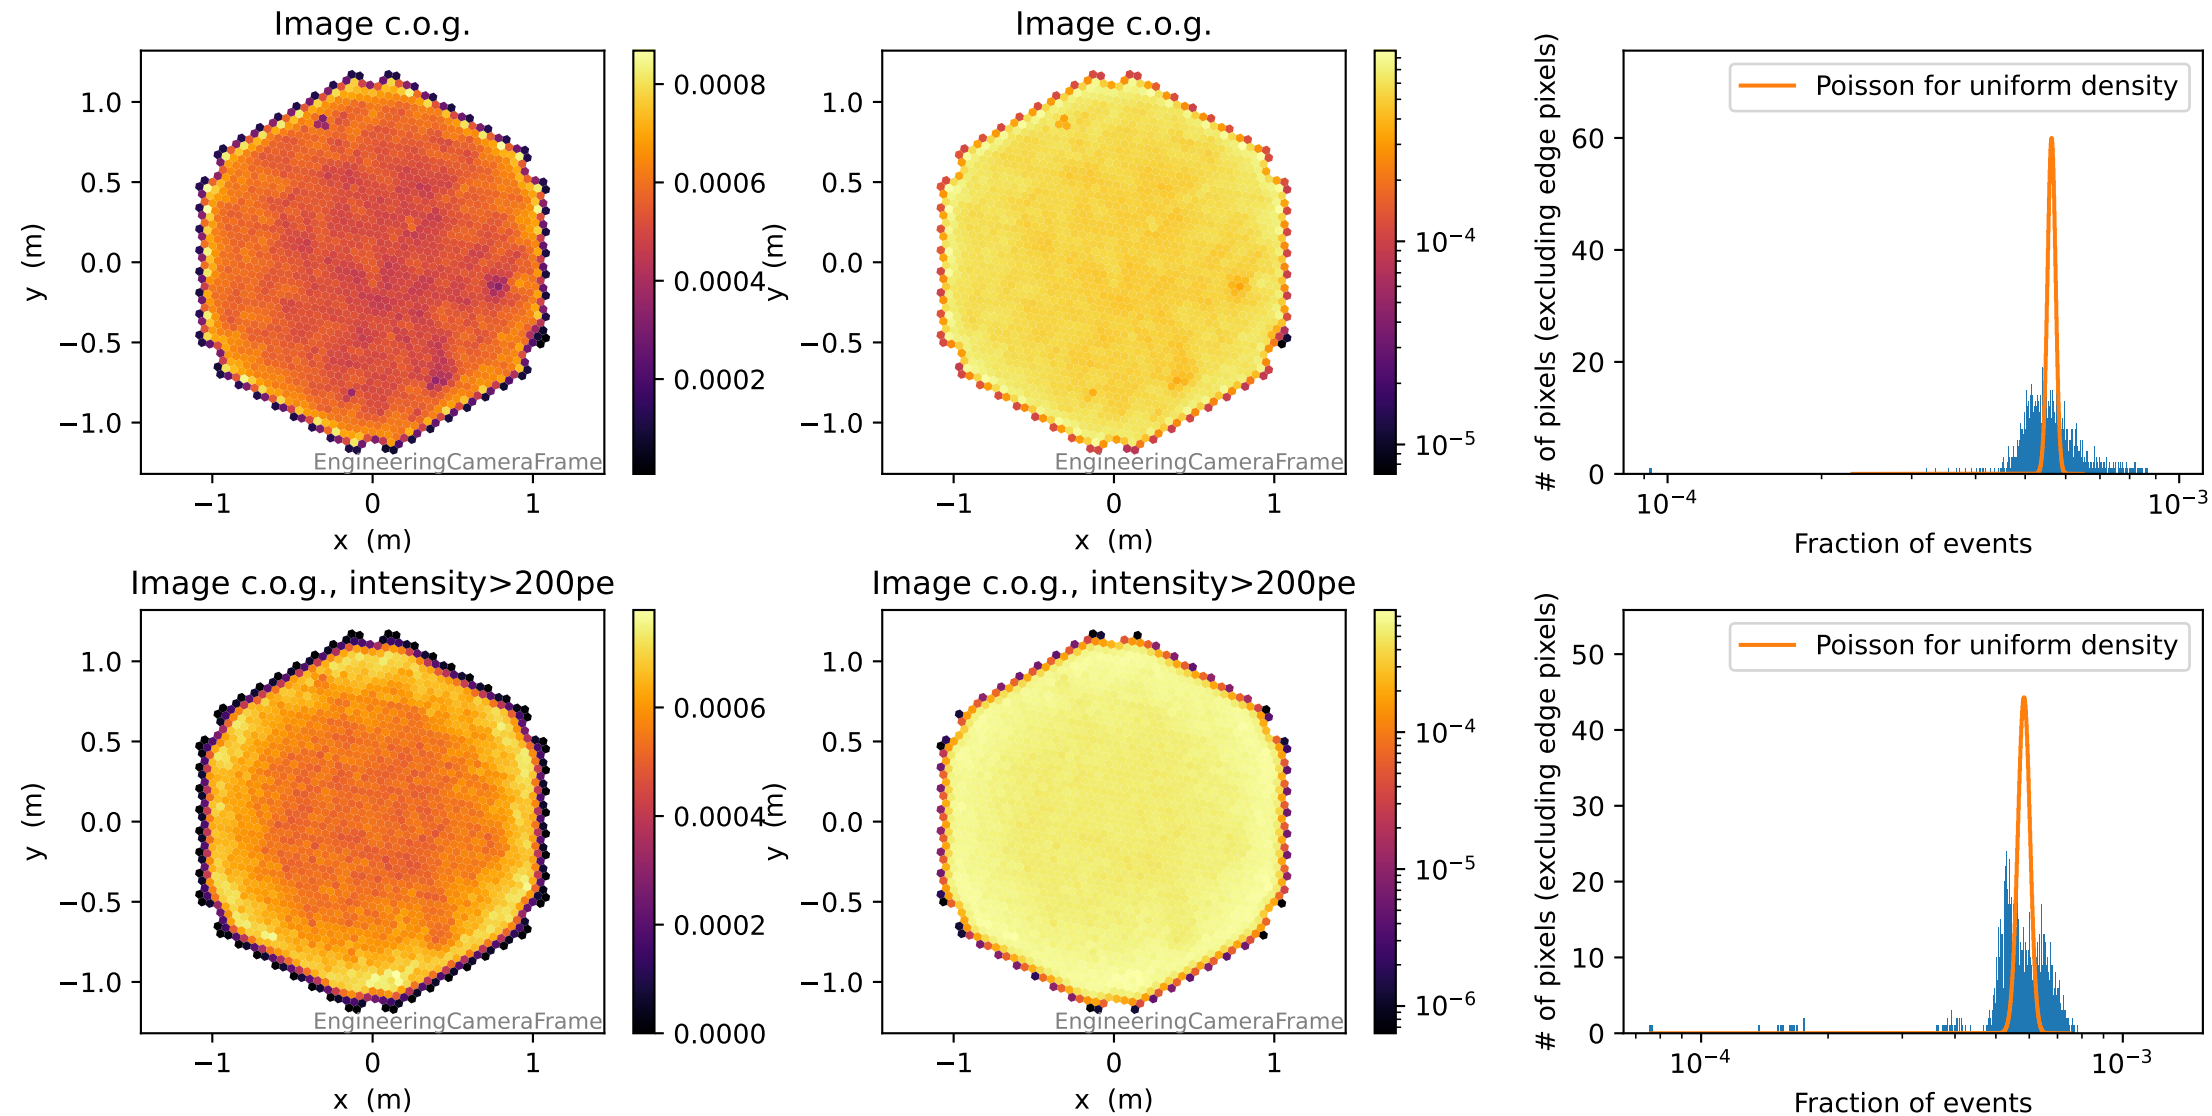 Image c.o.g.
1.0
0.5
0.0
−0.5
−1.0
y (m)
−1
0
1
x (m)
EngineeringCameraFrame
0.0008
0.0006
0.0004
0.0002
Image c.o.g.
1.0
0.5
0.0
−0.5
−1.0
y (m)
−1
0
1
x (m)
EngineeringCameraFrame
10⁻⁴
10⁻⁵
# of pixels (excluding edge pixels)
60
40
20
0
Poisson for uniform density
10⁻⁴
10⁻³
Fraction of events
Image c.o.g., intensity>200pe
1.0
0.5
0.0
−0.5
−1.0
y (m)
−1
0
1
x (m)
EngineeringCameraFrame
0.0006
0.0004
0.0002
0.0000
Image c.o.g., intensity>200pe
1.0
0.5
0.0
−0.5
−1.0
y (m)
−1
0
1
x (m)
EngineeringCameraFrame
10⁻⁴
10⁻⁵
10⁻⁶
# of pixels (excluding edge pixels)
50
40
30
20
10
0
Poisson for uniform density
10⁻⁴
10⁻³
Fraction of events